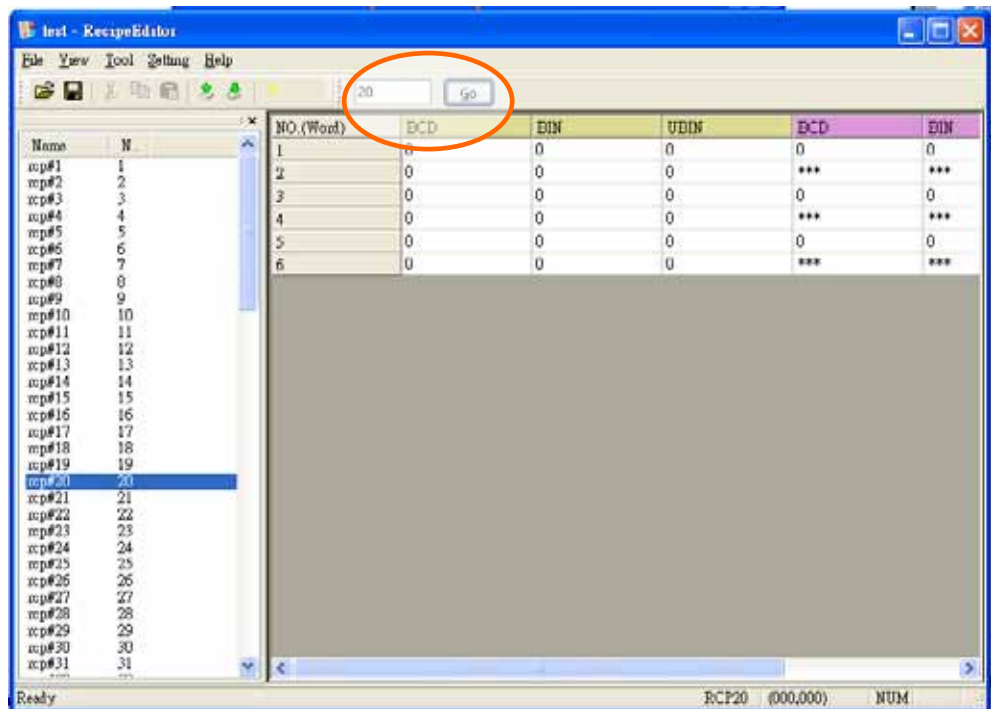 test - RecipeEditor
File View Tool Setting Help
20 Go
Name N..
rcp#1 1
rcp#2 2
rcp#3 3
rcp#4 4
rcp#5 5
rcp#6 6
rcp#7 7
rcp#8 8
rcp#9 9
rcp#10 10
rcp#11 11
rcp#12 12
rcp#13 13
rcp#14 14
rcp#15 15
rcp#16 16
rcp#17 17
rcp#18 18
rcp#19 19
rcp#20 20
rcp#21 21
rcp#22 22
rcp#23 23
rcp#24 24
rcp#25 25
rcp#26 26
rcp#27 27
rcp#28 28
rcp#29 29
rcp#30 30
rcp#31 31
NO.(Word) BCD BIN UBIN BCD BIN
1 0 0 0 0 0
2 0 0 0 *** ***
3 0 0 0 0 0
4 0 0 0 *** ***
5 0 0 0 0 0
6 0 0 0 *** ***
Ready RCP20 (000,000) NUM